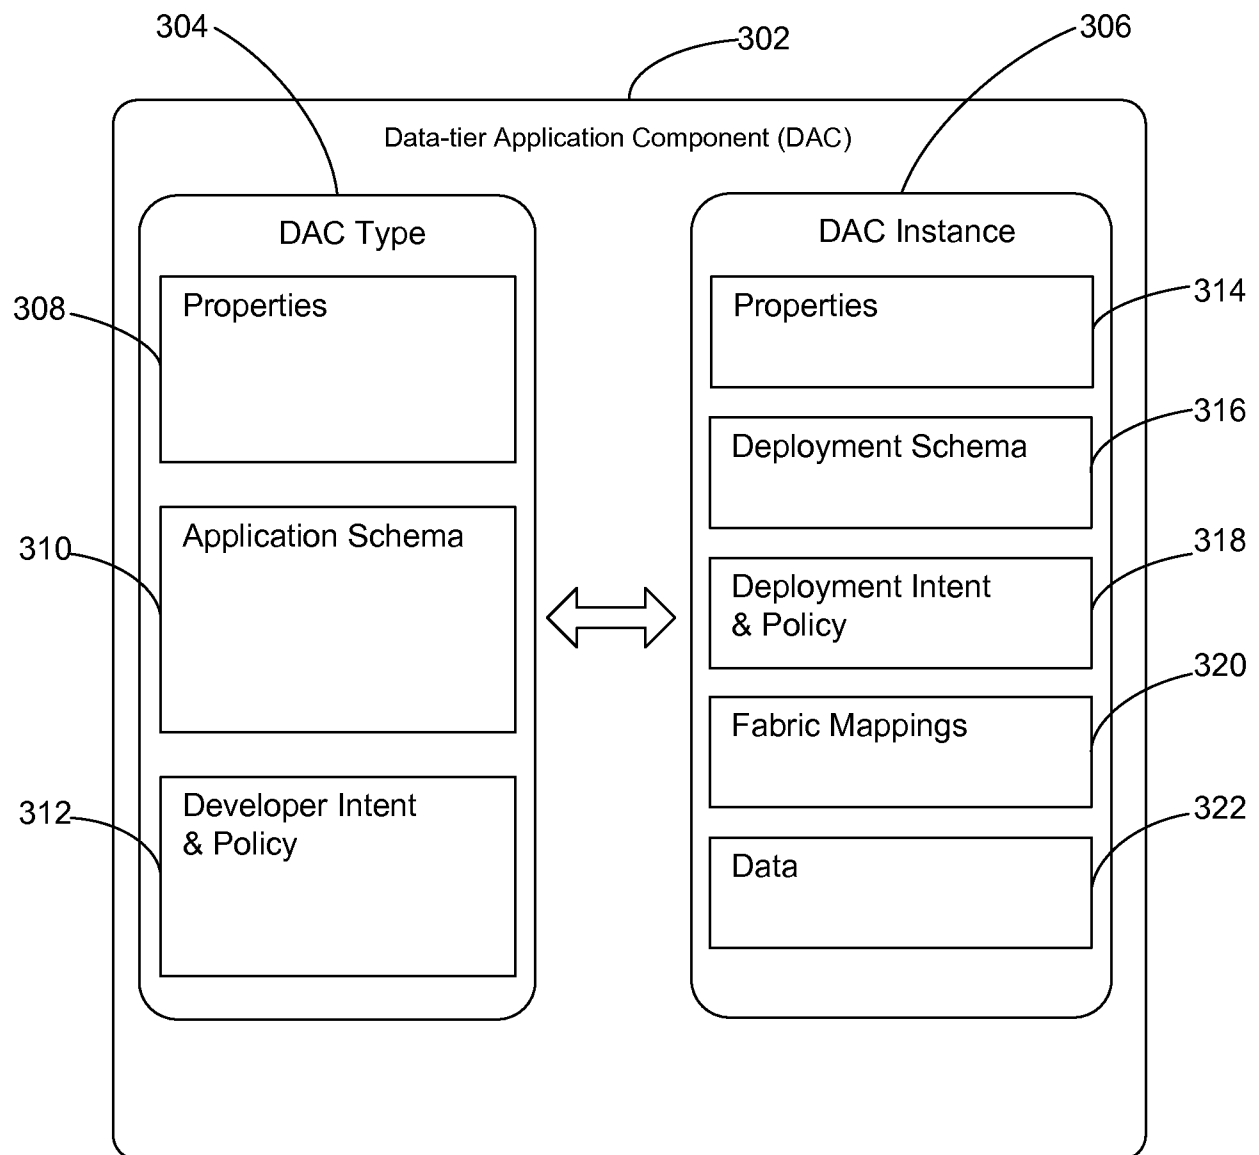 304
302
306
Data-tier Application Component (DAC)
DAC Type
Properties
308
Application Schema
310
Developer Intent
& Policy
312
DAC Instance
Properties
314
Deployment Schema
316
Deployment Intent
& Policy
318
Fabric Mappings
320
Data
322